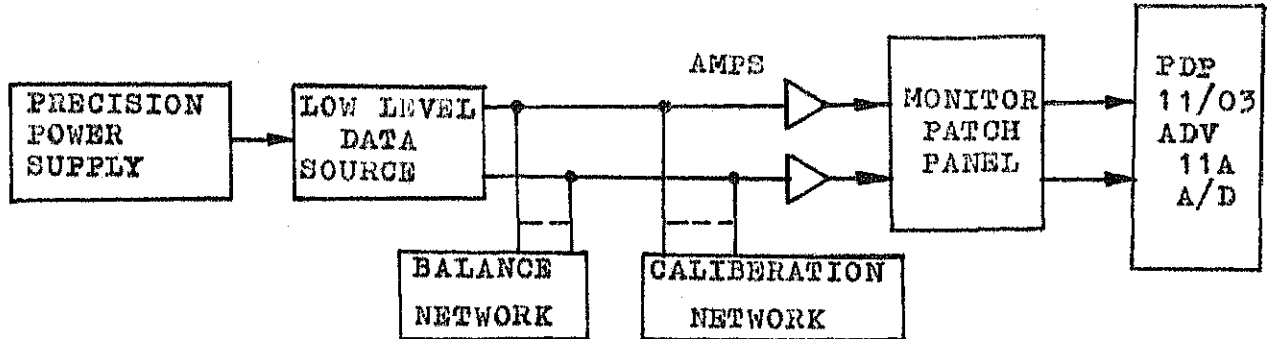 PRECISION
POWER
SUPPLY
LOW LEVEL
DATA
SOURCE
AMPS
MONITOR
PATCH
PANEL
PDP
11/03
ADV
11A
A/D
BALANCE
NETWORK
CALIBERATION
NETWORK